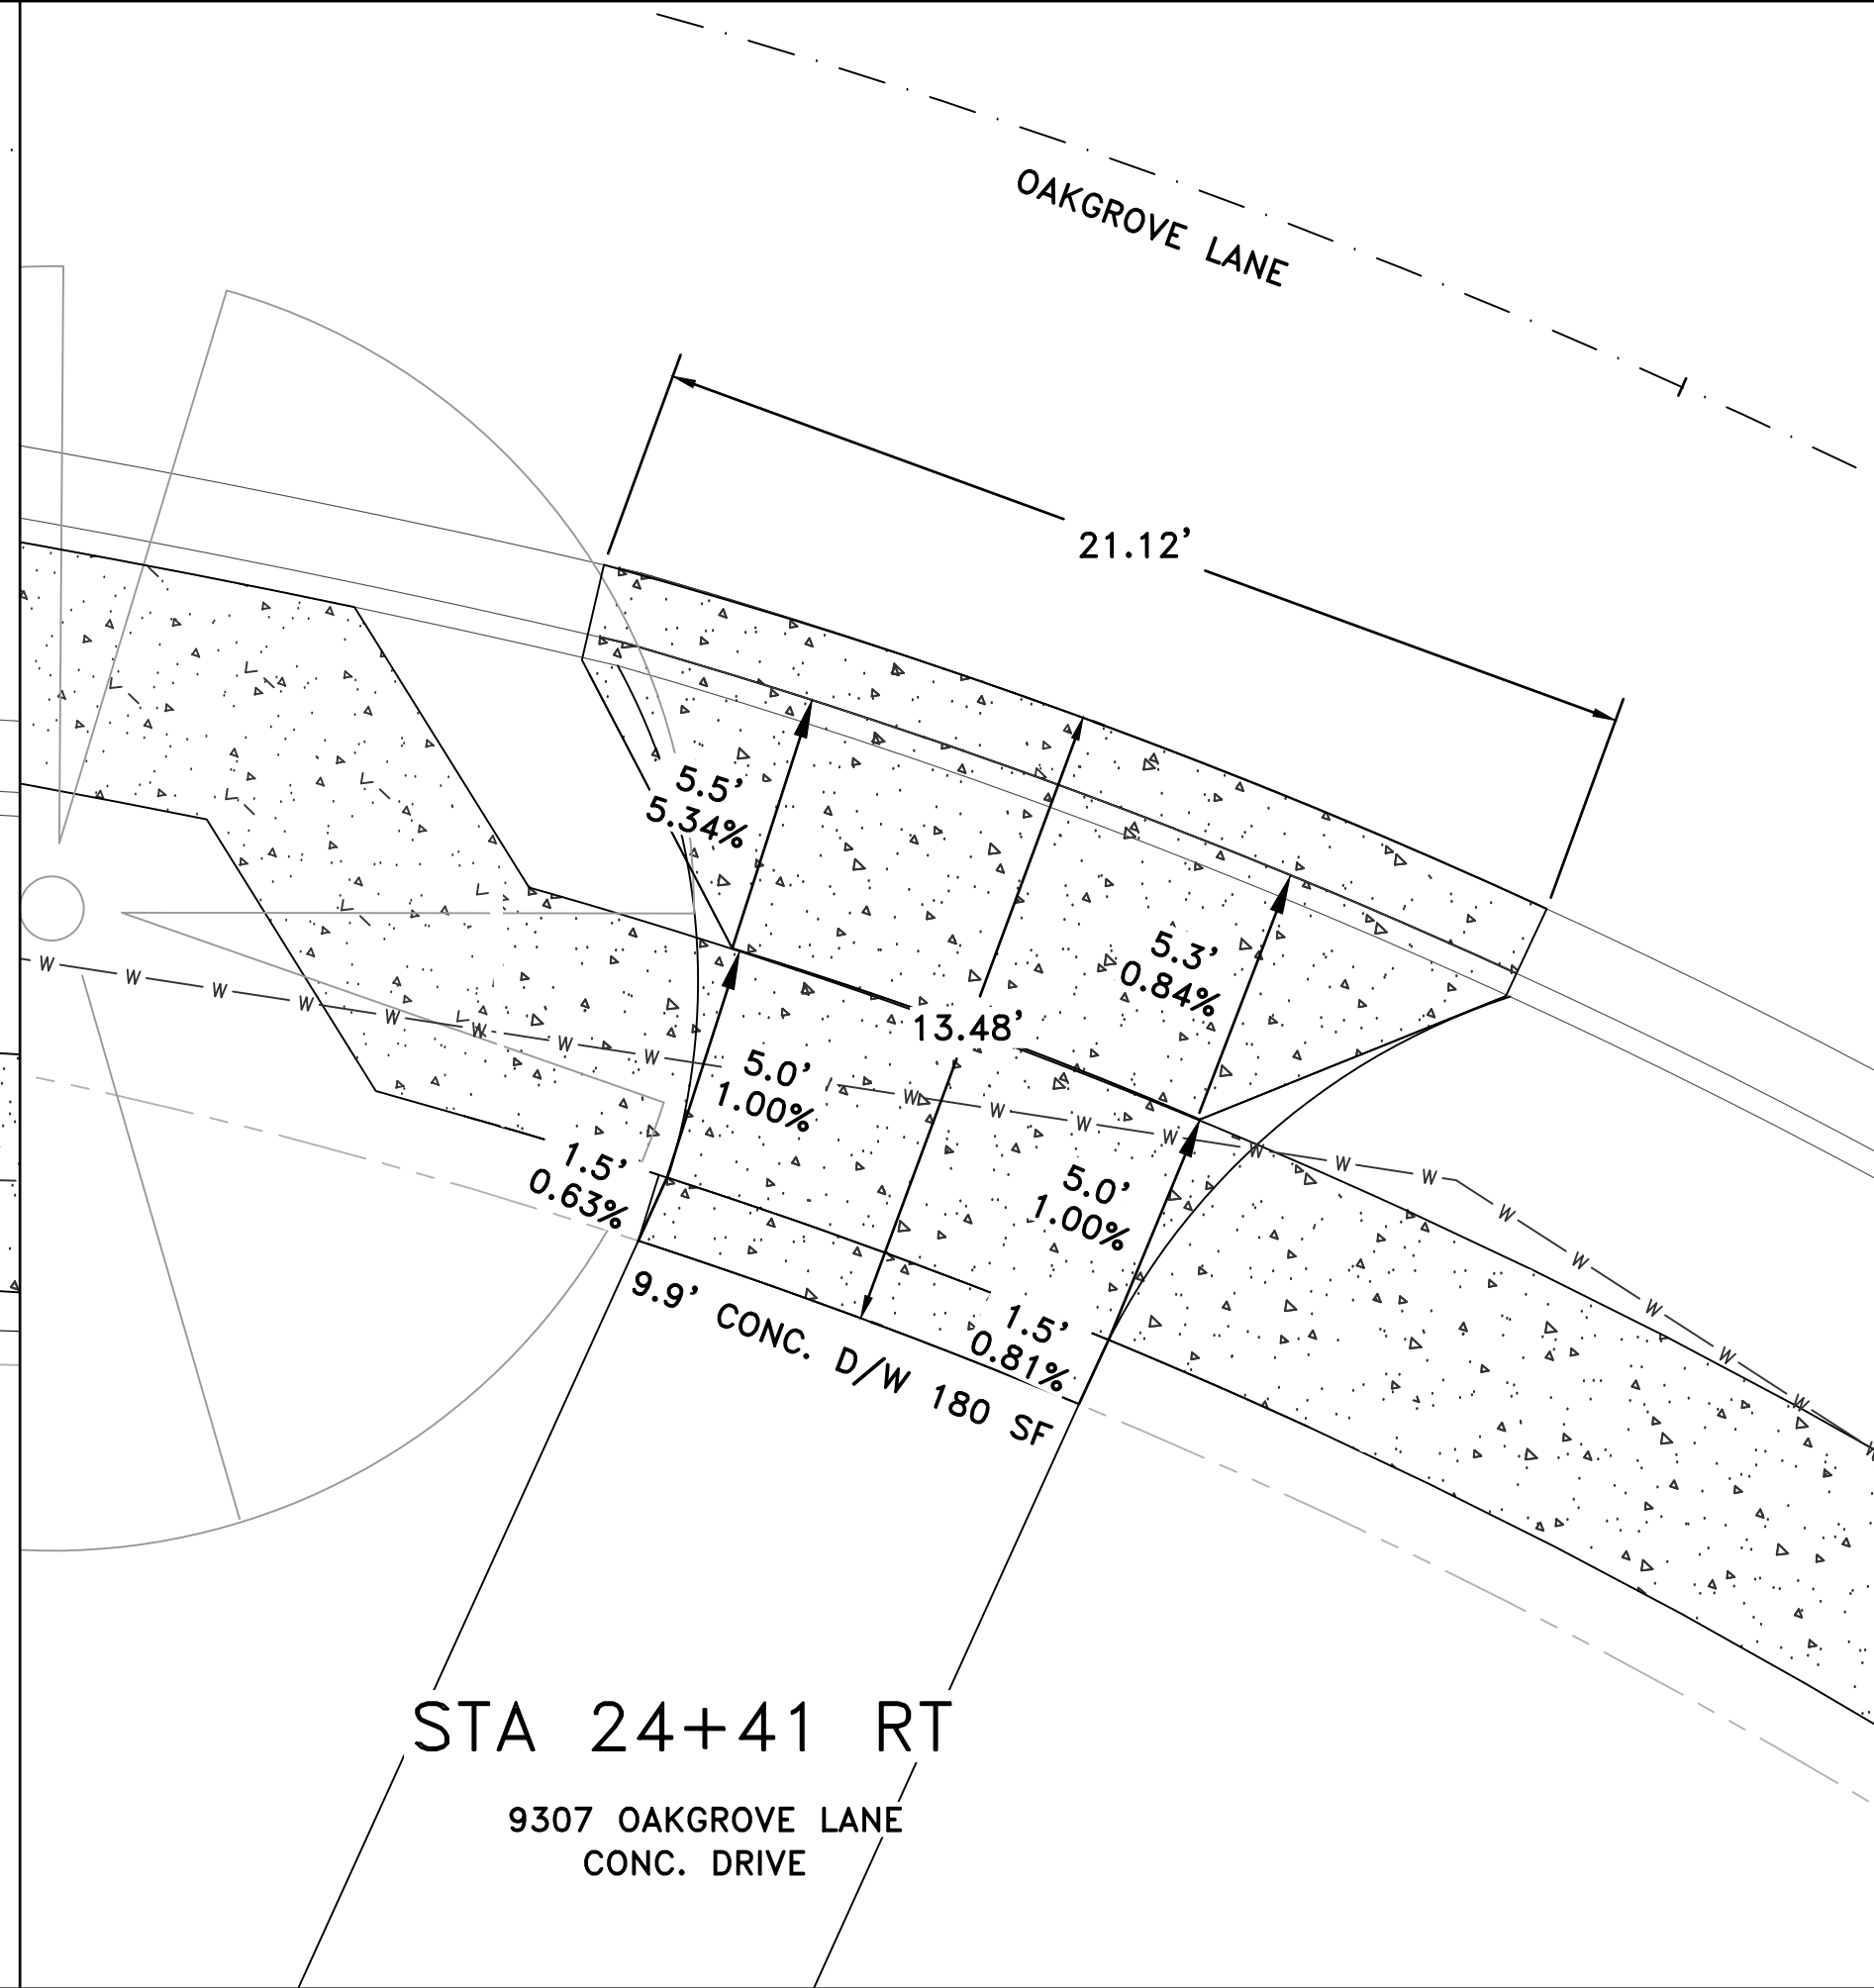 OAKGROVE LANE
21.12'
5.5'
5.34%
5.3'
0.84%
13.48'
5.0'
1.00%
5.0'
1.00%
1.5'
0.63%
1.5'
0.81%
9.9' CONC. D/W 180 SF
W W W W W W W W W W W W W W W W W W W W W W
STA 24+41 RT
9307 OAKGROVE LANE
CONC. DRIVE